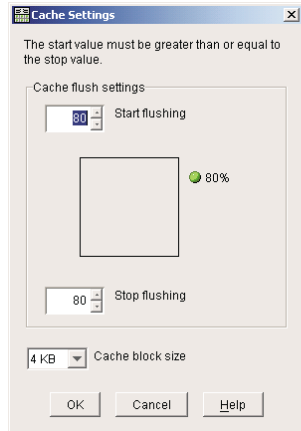 Cache Settings
The start value must be greater than or equal to
the stop value.
Cache flush settings
80
Start flushing
80%
80
Stop flushing
4 KB
Cache block size
OK
Cancel
Help